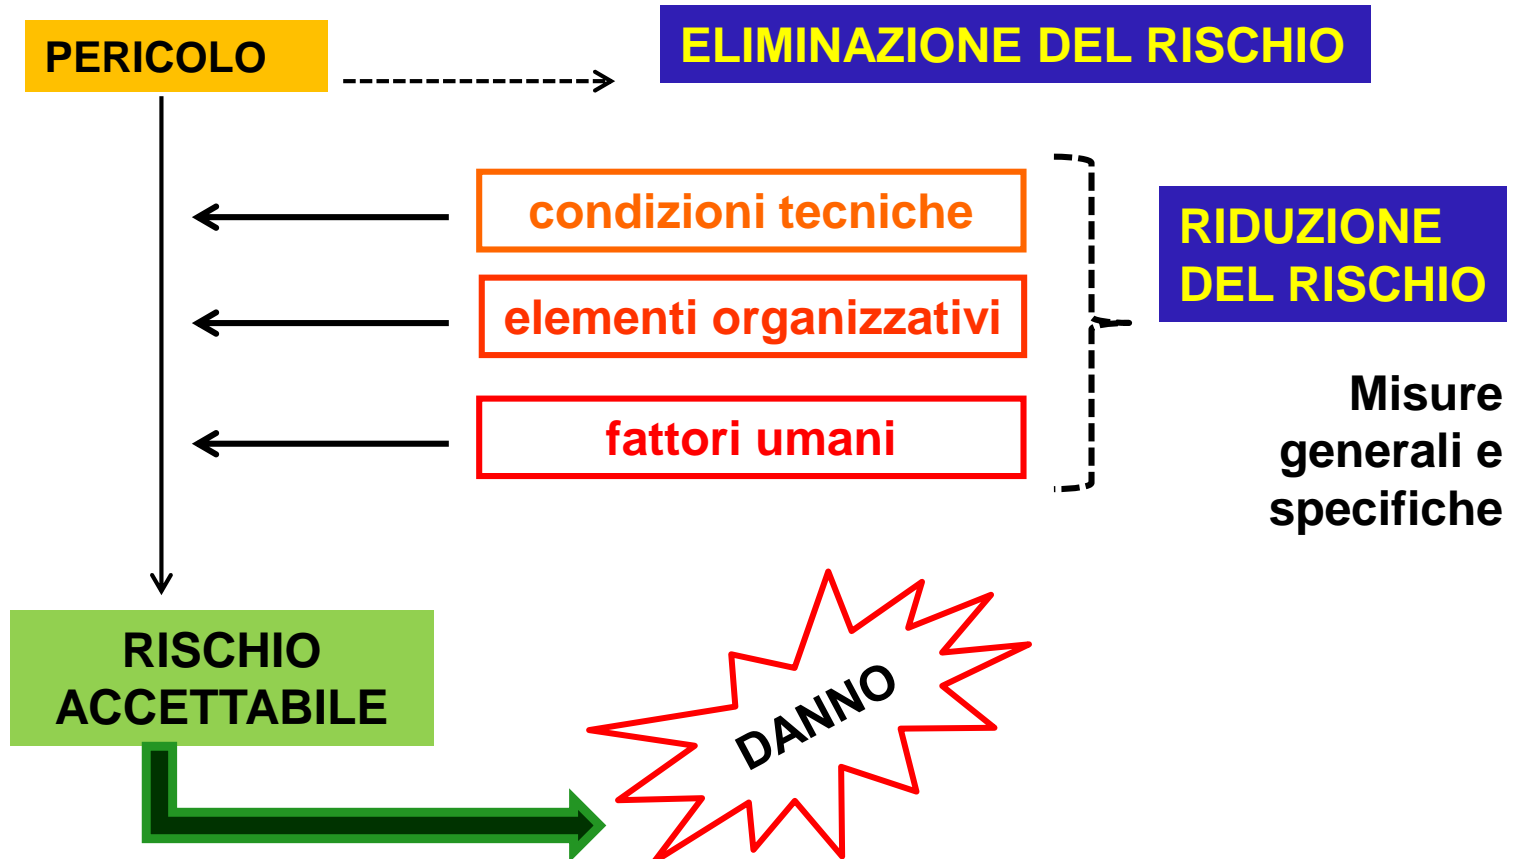 PERICOLO
ELIMINAZIONE DEL RISCHIO
condizioni tecniche
elementi organizzativi
fattori umani
RIDUZIONE
DEL RISCHIO
Misure
generali e
specifiche
RISCHIO
ACCETTABILE
DANNO